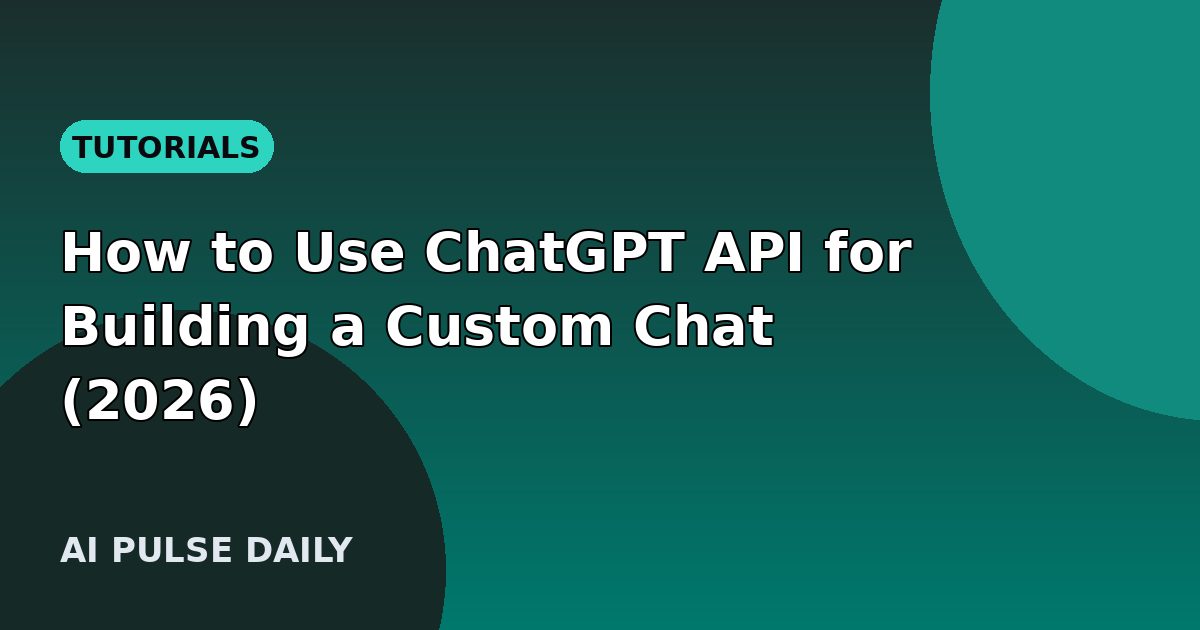 TUTORIALS
How to Use ChatGPT API for
Building a Custom Chat
(2026)
AI PULSE DAILY